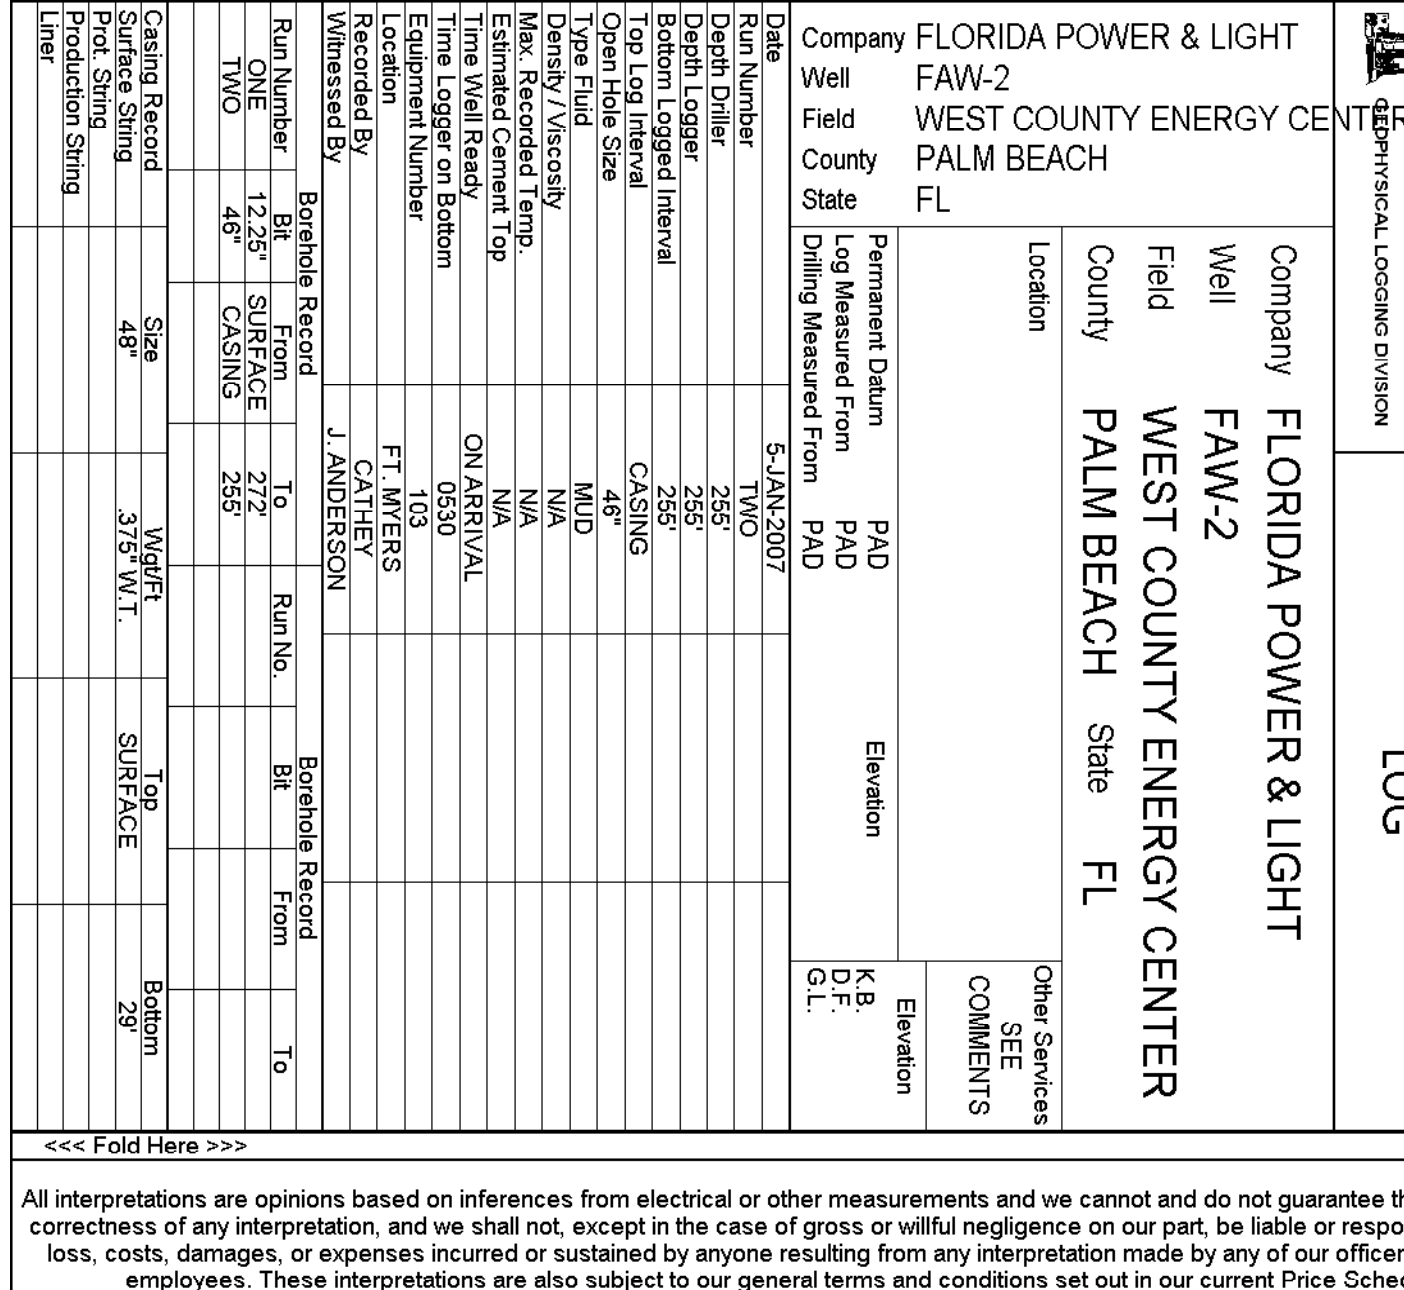 GEOPHYSICAL LOGGING DIVISION
LOG
Company FLORIDA POWER & LIGHT
Well FAW-2
Field WEST COUNTY ENERGY CENTER
County PALM BEACH
State FL
Company FLORIDA POWER & LIGHT
Well FAW-2
Field WEST COUNTY ENERGY CENTER
County PALM BEACH State FL
Location
Other Services
SEE
COMMENTS
Permanent Datum PAD Elevation
Log Measured From PAD
Drilling Measured From PAD
Elevation
K.B.
D.F.
G.L.
Date 5-JAN-2007
Run Number TWO
Depth Driller 255'
Depth Logger 255'
Bottom Logged Interval 255'
Top Log Interval CASING
Open Hole Size 46"
Type Fluid MUD
Density / Viscosity N/A
Max. Recorded Temp. N/A
Estimated Cement Top N/A
Time Well Ready ON ARRIVAL
Time Logger on Bottom 0530
Equipment Number 103
Location FT. MYERS
Recorded By CATHEY
Witnessed By J. ANDERSON
Borehole Record Borehole Record
Run Number Bit From To Run No. Bit From To
ONE 12.25" SURFACE 272'
TWO 46" CASING 255'
Casing Record Size Wgt/Ft Top Bottom
Surface String 48" .375" W.T. SURFACE 29'
Prot. String
Production String
Liner
<<< Fold Here >>>
All interpretations are opinions based on inferences from electrical or other measurements and we cannot and do not guarantee th
correctness of any interpretation, and we shall not, except in the case of gross or willful negligence on our part, be liable or respo
loss, costs, damages, or expenses incurred or sustained by anyone resulting from any interpretation made by any of our officer
employees. These interpretations are also subject to our general terms and conditions set out in our current Price Sched